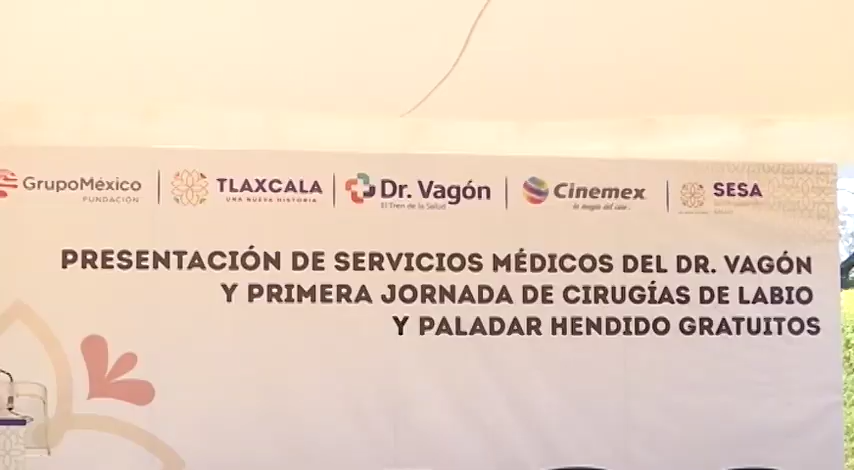 GrupoMéxico
FUNDACIÓN
TLAXCALA
UNA NUEVA HISTORIA
Dr. Vagón
El Tren de la Salud
Cinemex
la magia del cine
SESA
PRESENTACIÓN DE SERVICIOS MÉDICOS DEL DR. VAGÓN
Y PRIMERA JORNADA DE CIRUGÍAS DE LABIO
Y PALADAR HENDIDO GRATUITOS